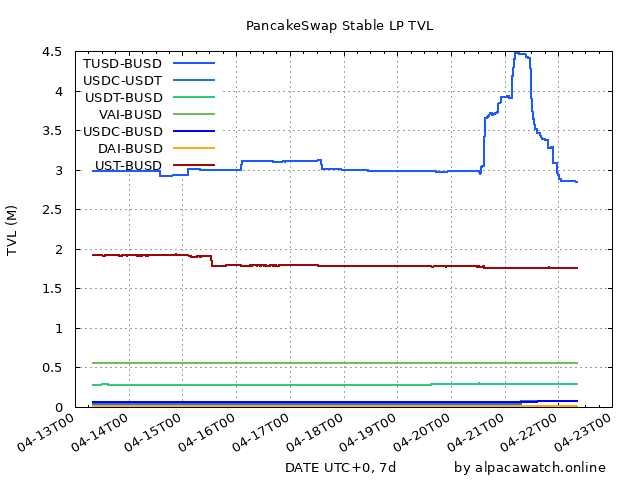 PancakeSwap Stable LP TVL
TVL (M)
4.5
4
3.5
3
2.5
2
1.5
1
0.5
0
TUSD-BUSD
USDC-USDT
USDT-BUSD
VAI-BUSD
USDC-BUSD
DAI-BUSD
UST-BUSD
04-13T00
04-14T00
04-15T00
04-16T00
04-17T00
04-18T00
04-19T00
04-20T00
04-21T00
04-22T00
04-23T00
DATE UTC+0, 7d
by alpacawatch.online